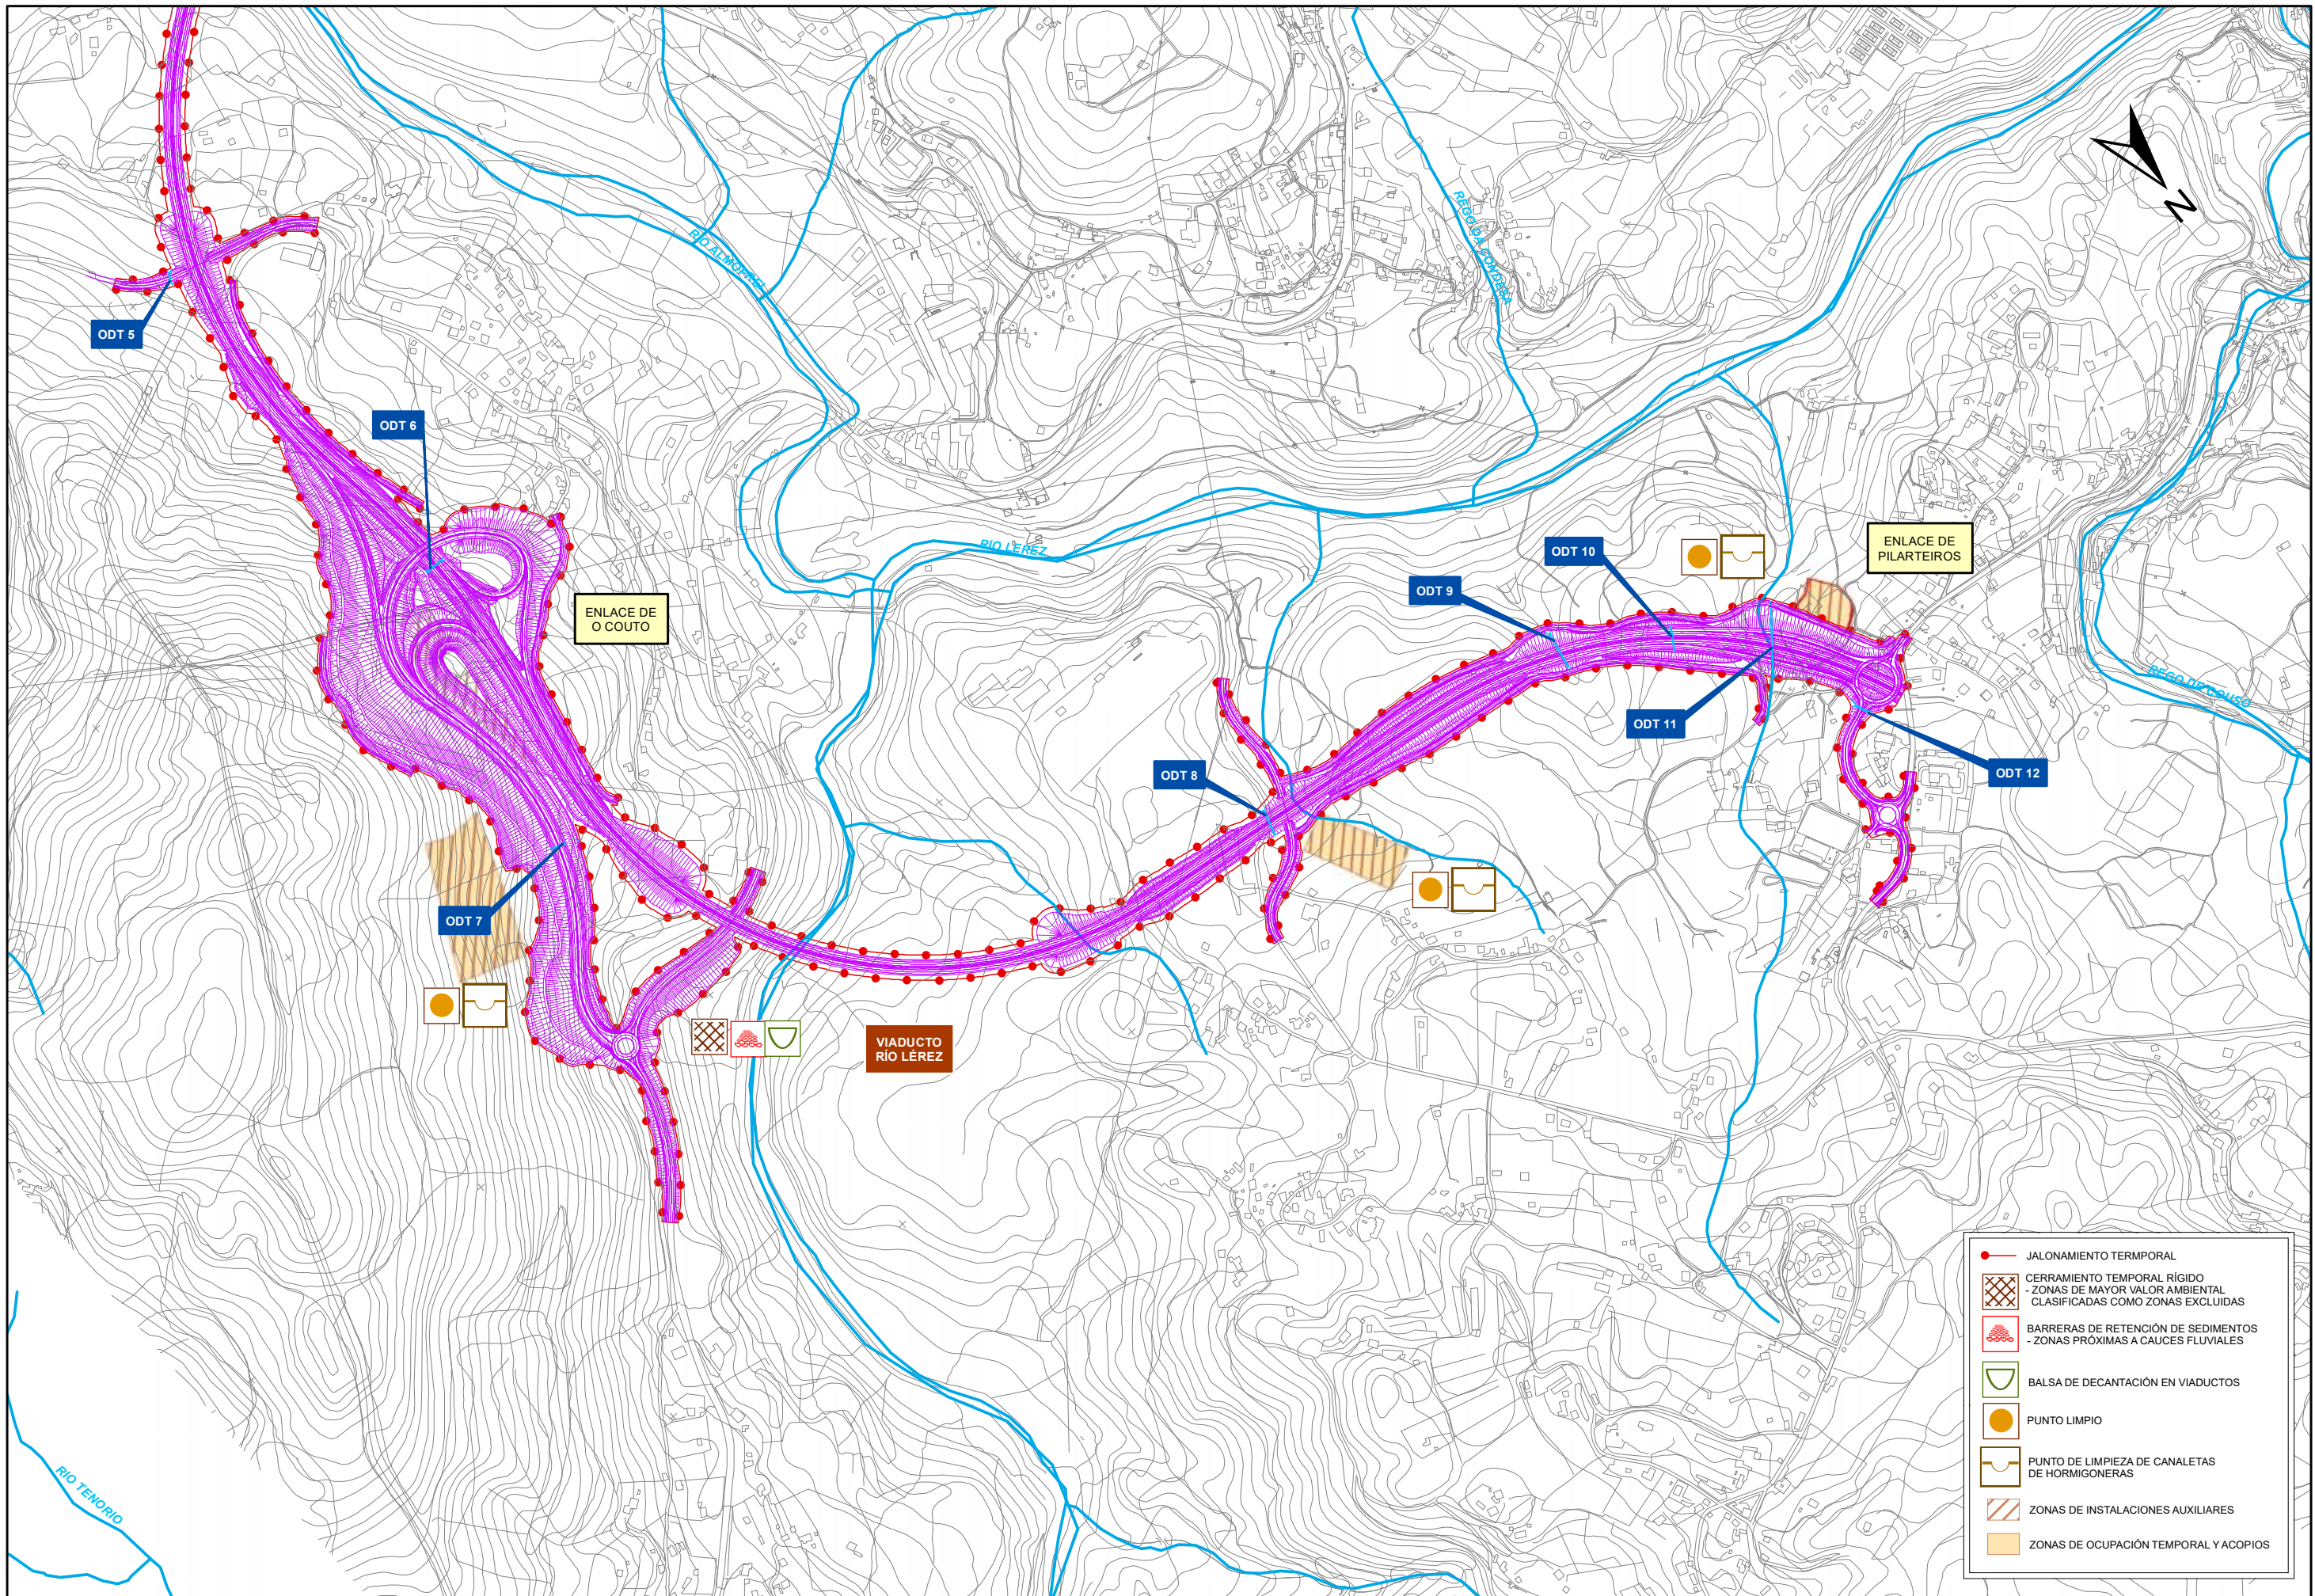 N
REGO DA CONDESA
RÍO ALMOFREI
ODT 5
ODT 6
RÍO LEREZ
ENLACE DE
PILARTEIROS
ODT 10
ODT 9
ENLACE DE
O COUTO
REGO DE COUSO
ODT 11
ODT 8
ODT 12
ODT 7
VIADUCTO
RÍO LÉREZ
RIO TENORIO
JALONAMIENTO TERMPORAL
CERRAMIENTO TEMPORAL RÍGIDO
- ZONAS DE MAYOR VALOR AMBIENTAL
CLASIFICADAS COMO ZONAS EXCLUIDAS
BARRERAS DE RETENCIÓN DE SEDIMENTOS
- ZONAS PRÓXIMAS A CAUCES FLUVIALES
BALSA DE DECANTACIÓN EN VIADUCTOS
PUNTO LIMPIO
PUNTO DE LIMPIEZA DE CANALETAS
DE HORMIGONERAS
ZONAS DE INSTALACIONES AUXILIARES
ZONAS DE OCUPACIÓN TEMPORAL Y ACOPIOS